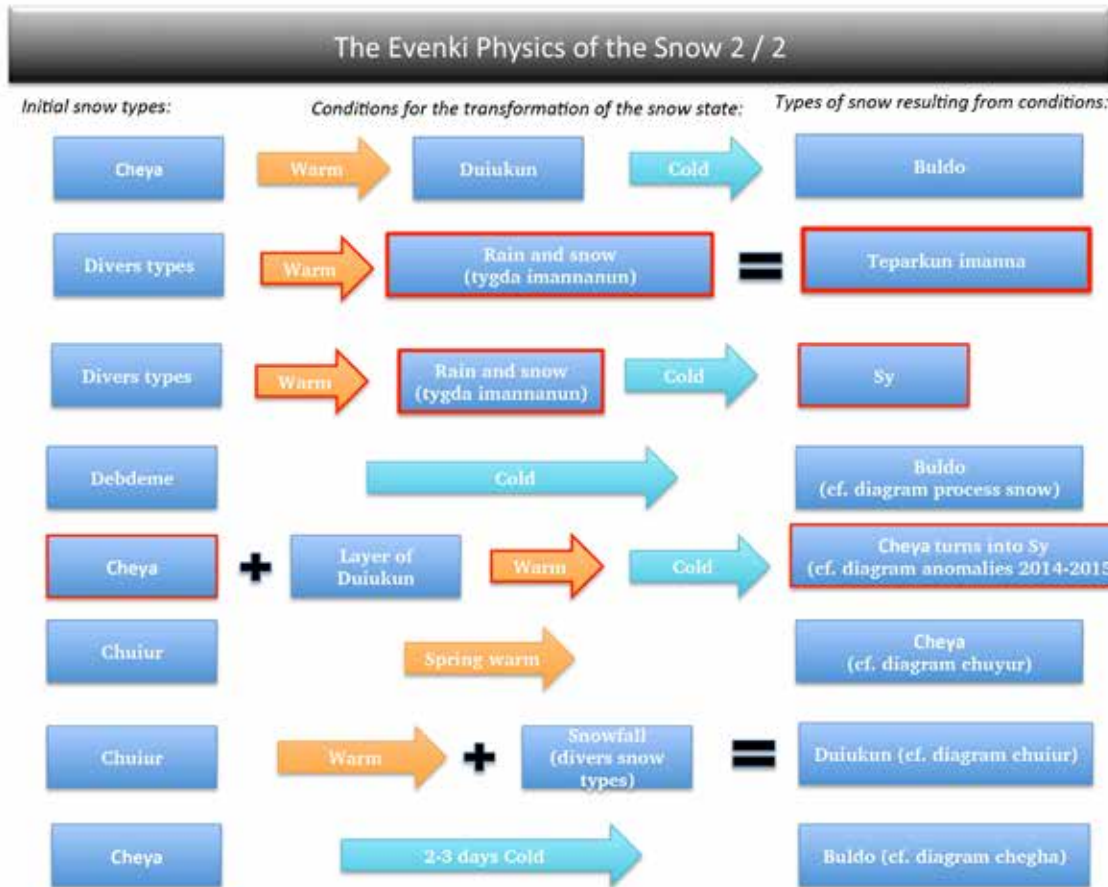 The Evenki Physics of the Snow 2 / 2
Initial snow types:
Conditions for the transformation of the snow state:
Types of snow resulting from conditions:
Cheya
Warm
Duiukun
Cold
Buldo
Divers types
Warm
Rain and snow
(tygda imannanun)
=
Teparkun imanna
Divers types
Warm
Rain and snow
(tygda imannanun)
Cold
Sy
Debdeme
Cold
Buldo
(cf. diagram process snow)
Cheya
+
Layer of
Duiukun
Warm
Cold
Cheya turns into Sy
(cf. diagram anomalies 2014-2015
Chuiur
Spring warm
Cheya
(cf. diagram chuyur)
Chuiur
`Warm
+
Snowfall
(divers snow
types)
=
Duiukun (cf. diagram chuiur)
Cheya
2-3 days Cold
Buldo (cf. diagram chegha)